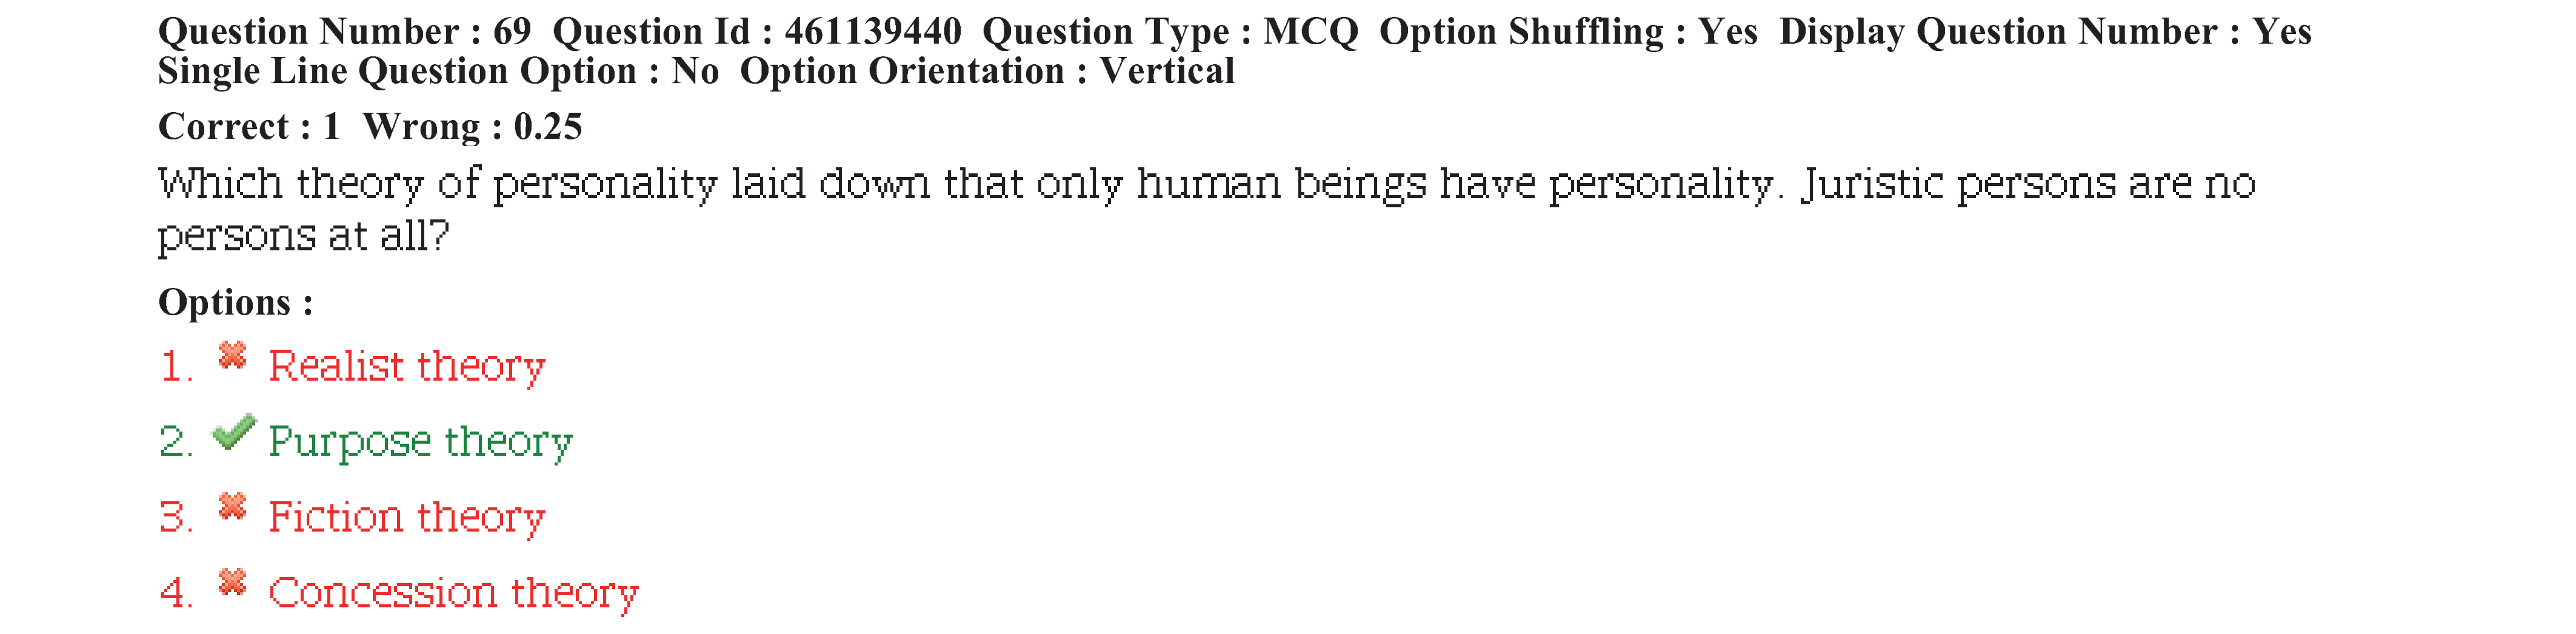 Question Number : 69 Question Id : 461139440 Question Type : MCQ Option Shuffling : Yes Display Question Number : Yes
Single Line Question Option : No Option Orientation : Vertical
Correct : 1 Wrong : 0.25
Which theory of personality laid down that only human beings have personality. Juristic persons are no
persons at all?
Options :
1. Realist theory
2. Purpose theory
3. Fiction theory
4. Concession theory